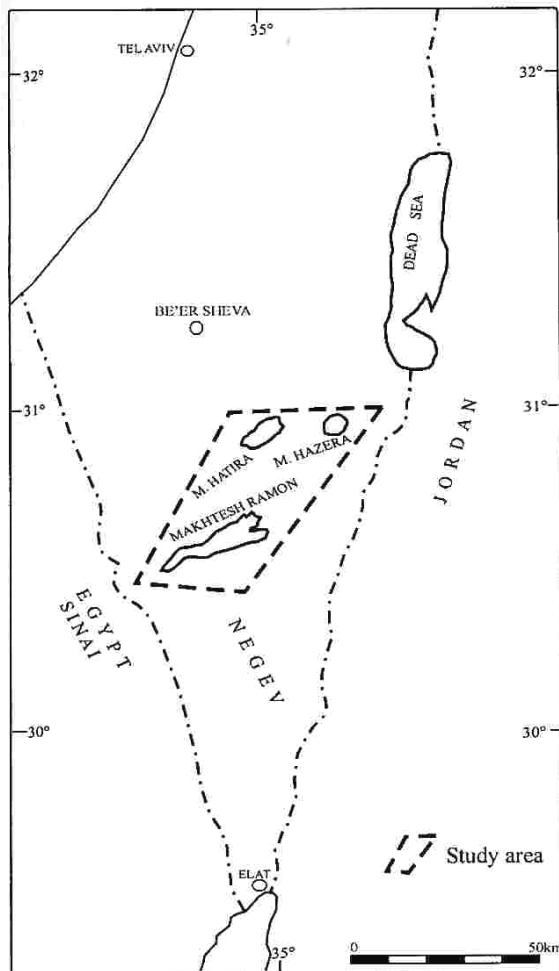 35°
TEL AVIV
32°
32°
DEAD SEA
BE'ER SHEVA
31°
31°
M. HATIRA
M. HAZERA
JORDAN
MAKHTESH RAMON
EGYPT
SINAI
NEGEV
30°
30°
Study area
ELAT
35°
0
50km